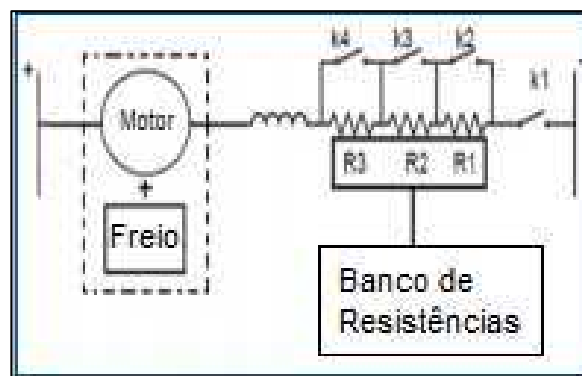 k4 k3 k2
k1
+
Motor
+
R3 R2 R1
Freio
Banco de
Resistências